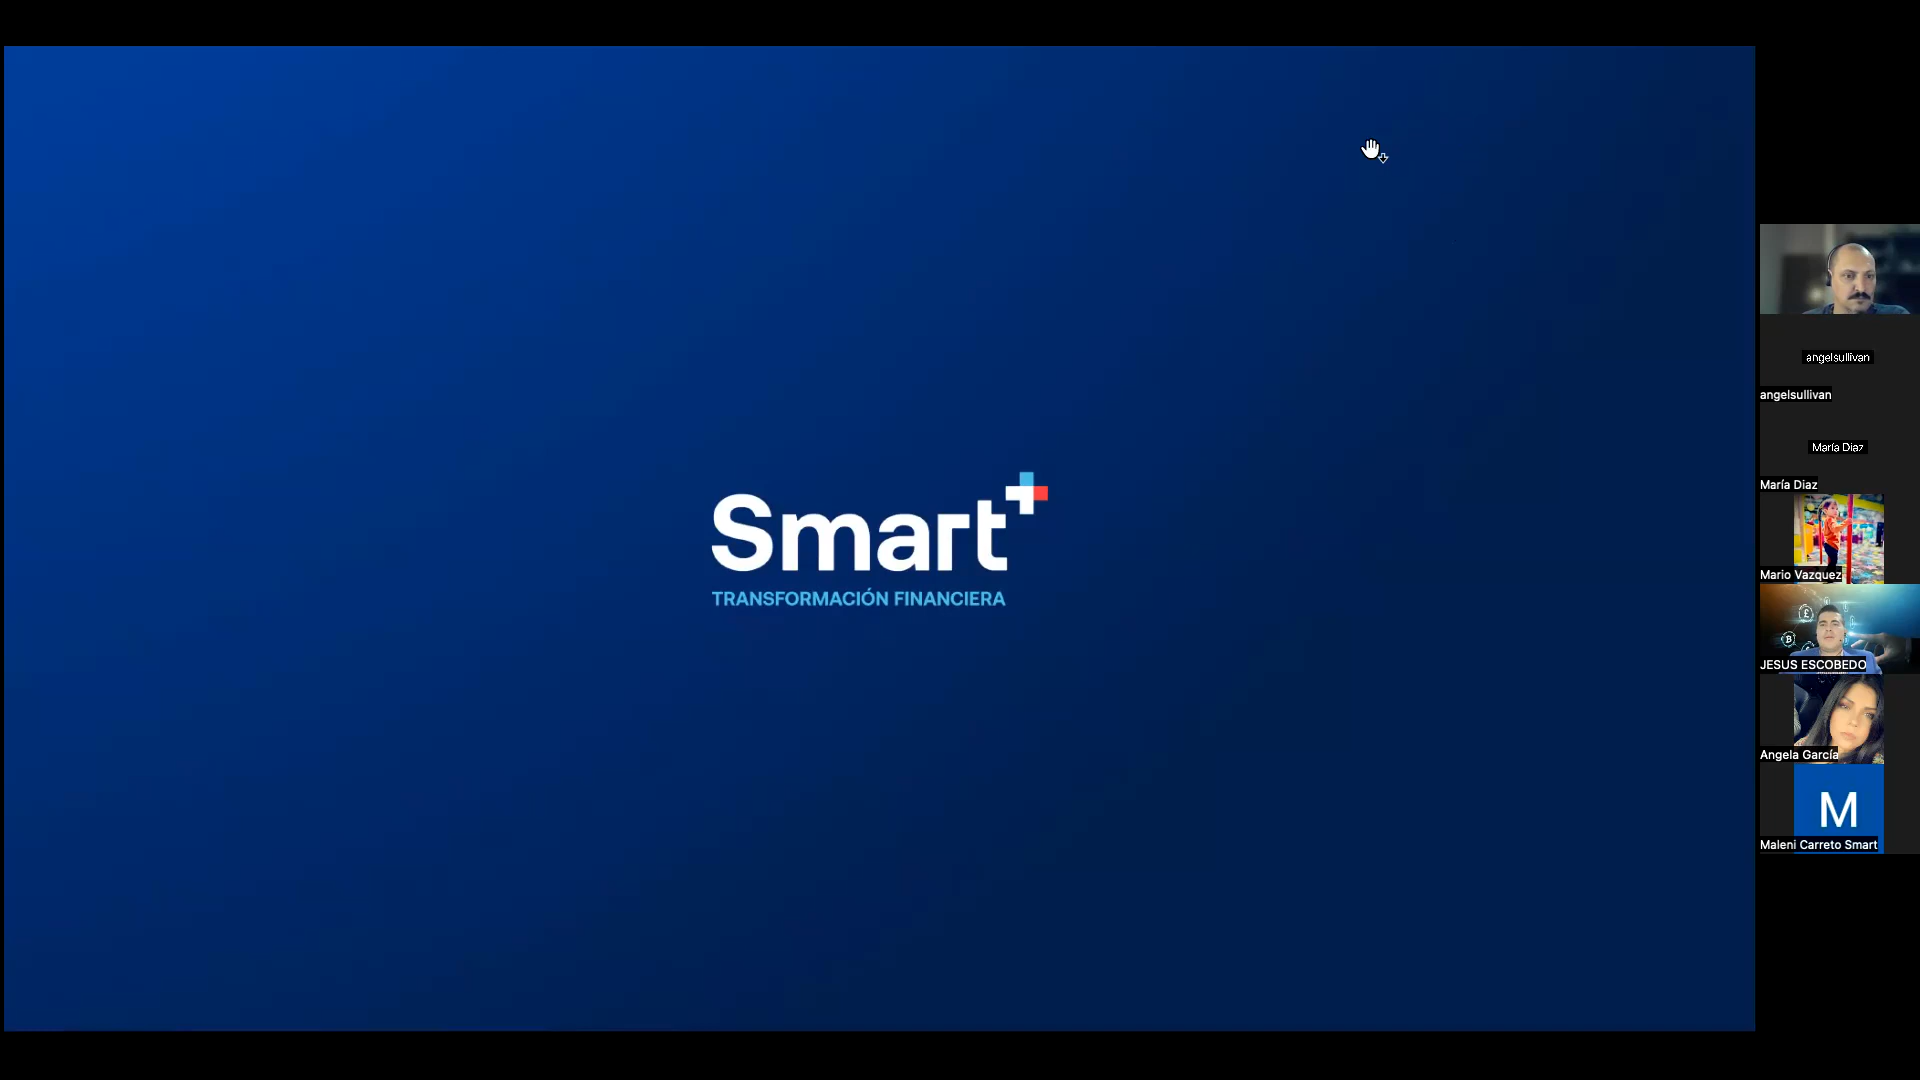 Smart
TRANSFORMACIÓN FINANCIERA
angelsullivan
angelsullivan
María Diaz
María Diaz
Mario Vazquez
JESUS ESCOBEDO
Angela García
M
Maleni Carreto Smart